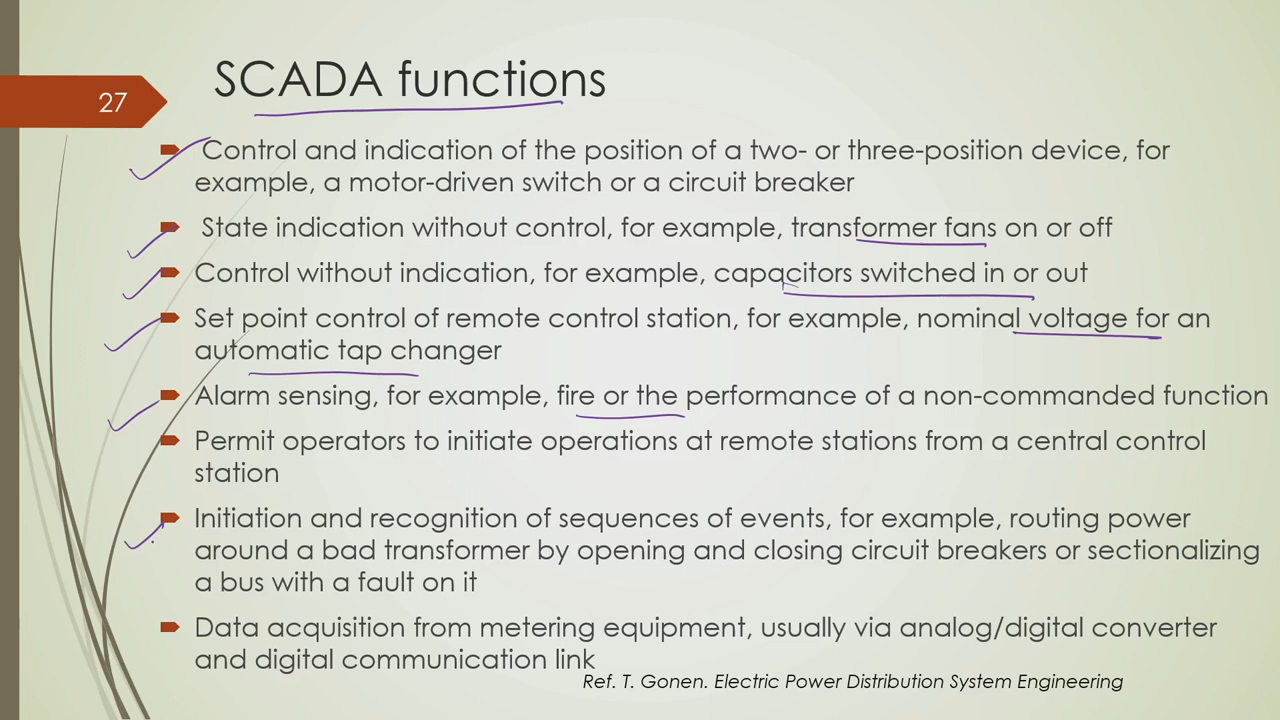 27
SCADA functions
Control and indication of the position of a two- or three-position device, for
example, a motor-driven switch or a circuit breaker
State indication without control, for example, transformer fans on or off
Control without indication, for example, capacitors switched in or out
Set point control of remote control station, for example, nominal voltage for an
automatic tap changer
Alarm sensing, for example, fire or the performance of a non-commanded function
Permit operators to initiate operations at remote stations from a central control
station
Initiation and recognition of sequences of events, for example, routing power
around a bad transformer by opening and closing circuit breakers or sectionalizing
a bus with a fault on it
Data acquisition from metering equipment, usually via analog/digital converter
and digital communication link
Ref. T. Gonen. Electric Power Distribution System Engineering